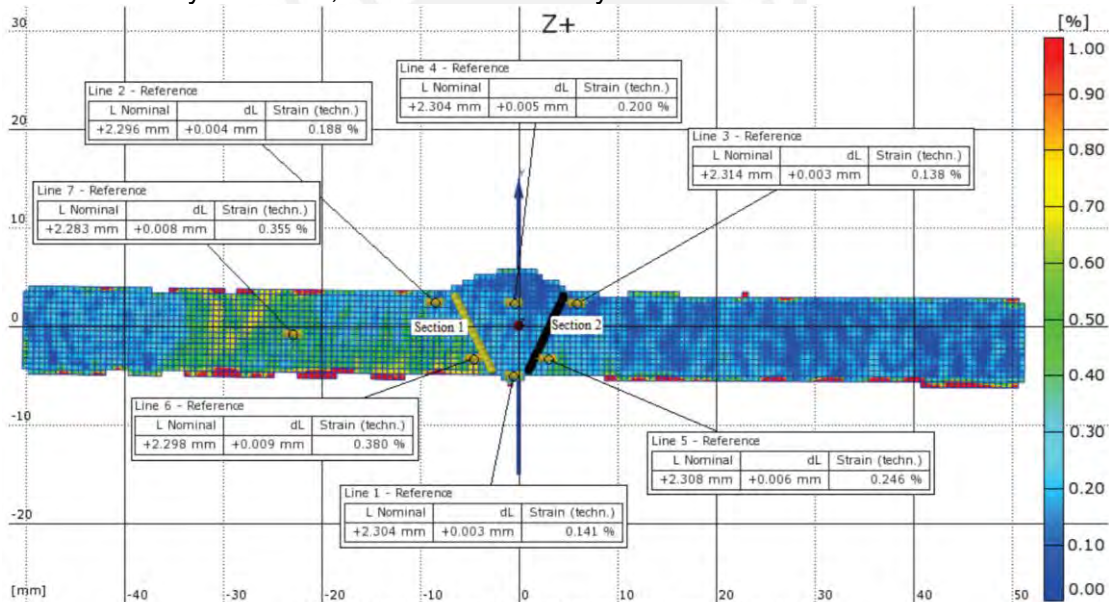 Z+
[%]
30
20
10
0
-10
-20
[mm]
-40
-30
-20
-10
0
10
20
30
40
50
1.00
0.90
0.80
0.70
0.60
0.50
0.40
0.30
0.20
0.10
0.00
Line 4 - Reference
L Nominal dL Strain (techn.)
+2.304 mm +0.005 mm 0.200 %
Line 2 - Reference
L Nominal dL Strain (techn.)
+2.296 mm +0.004 mm 0.188 %
Line 3 - Reference
L Nominal dL Strain (techn.)
+2.314 mm +0.003 mm 0.138 %
Line 7 - Reference
L Nominal dL Strain (techn.)
+2.283 mm +0.008 mm 0.355 %
Section 1
Section 2
Line 6 - Reference
L Nominal dL Strain (techn.)
+2.298 mm +0.009 mm 0.380 %
Line 5 - Reference
L Nominal dL Strain (techn.)
+2.308 mm +0.006 mm 0.246 %
Line 1 - Reference
L Nominal dL Strain (techn.)
+2.304 mm +0.003 mm 0.141 %